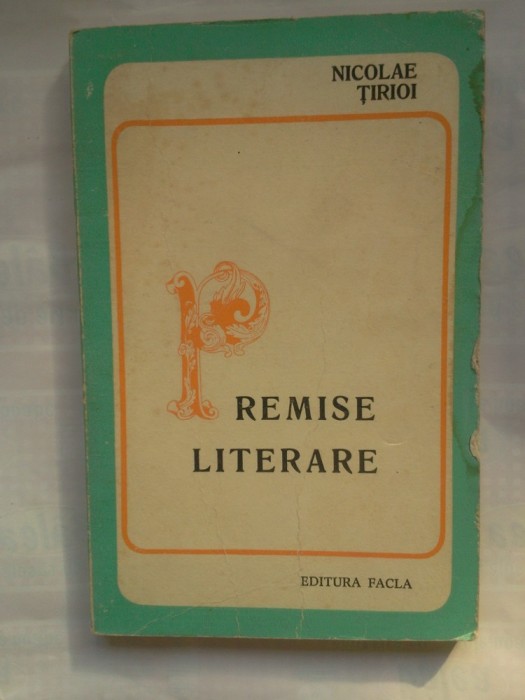 NICOLAE
ȚIRIOI
PREMISE
LITERARE
EDITURA FACLA